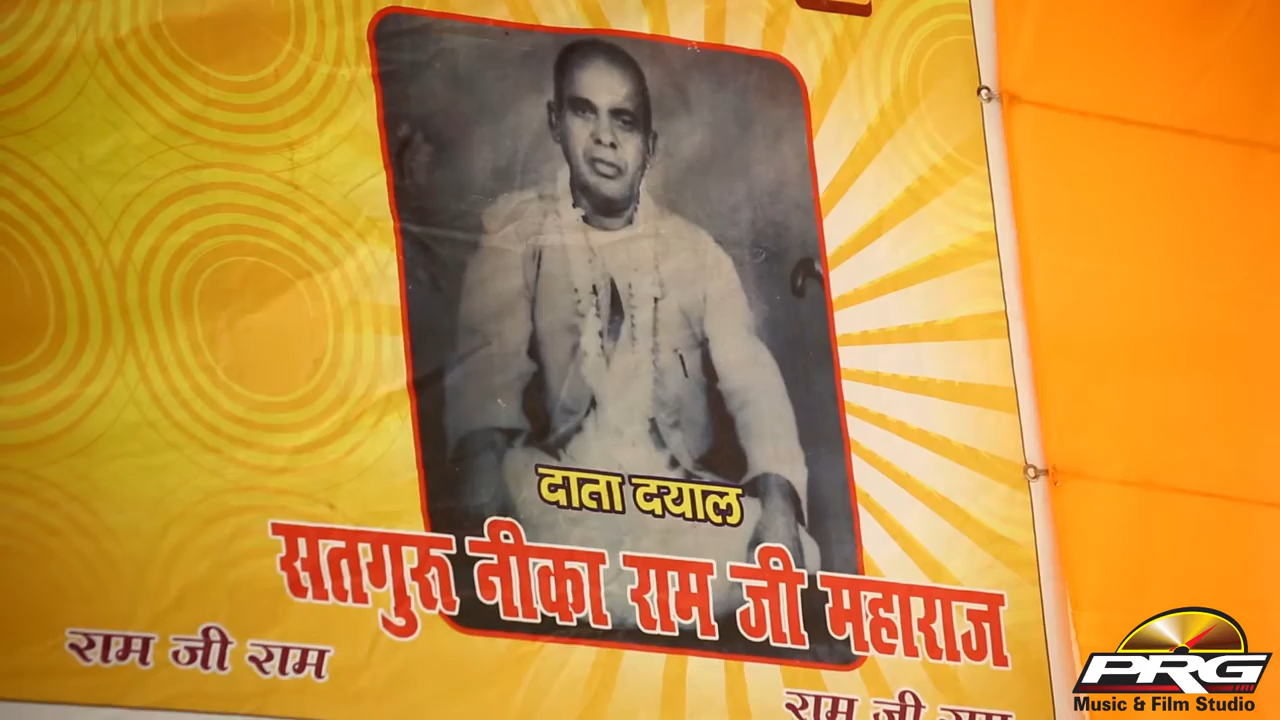 दाता दयाल
सतगुरू नीका राम जी महाराज
राम जी राम
राम जी राम
PRG
Music & Film Studio